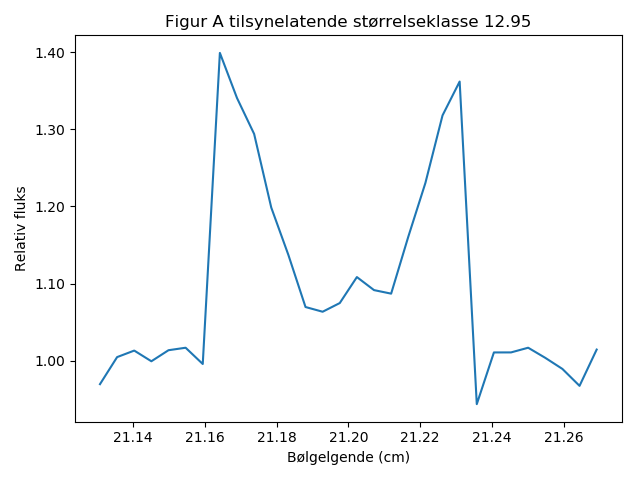 Figur A tilsynelatende størrelseklasse 12.95
1.40
1.30
1.20
1.10
1.00
Relativ fluks
21.14 21.16 21.18 21.20 21.22 21.24 21.26
Bølgelgende (cm)